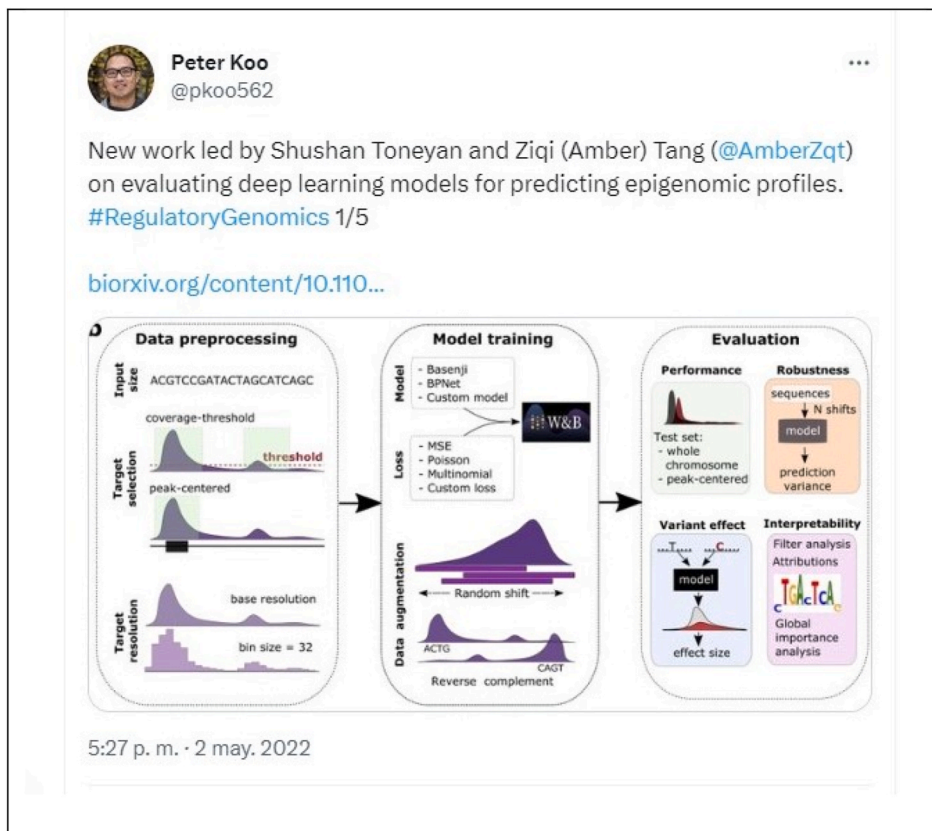 Peter Koo
@pkoo562
New work led by Shushan Toneyan and Ziqi (Amber) Tang (@AmberZqt)
on evaluating deep learning models for predicting epigenomic profiles.
#RegulatoryGenomics 1/5
biorxiv.org/content/10.110...
b
Data preprocessing
Input size
ACGTCCGATACTAGCATCAGC
Target selection
coverage-threshold
threshold
peak-centered
Target resolution
base resolution
bin size = 32
Model training
Model
- Basenji
- BPNet
- Custom model
W&B
Loss
- MSE
- Poisson
- Multinomial
- Custom loss
Data augmentation
Random shift
ACTG
CAGT
Reverse complement
Evaluation
Performance
Test set:
- whole
chromosome
- peak-centered
Robustness
sequences
N shifts
model
prediction
variance
Variant effect
T
C
model
effect size
Interpretability
Filter analysis
Attributions
CTGACTCAG
Global
importance
analysis
5:27 p. m. · 2 may. 2022